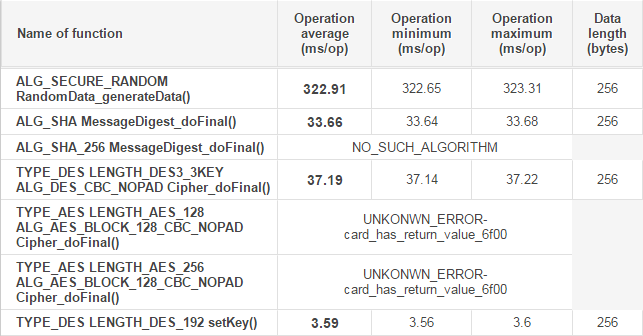 Name of function Operation average (ms/op) Operation minimum (ms/op) Operation maximum (ms/op) Data length (bytes)
ALG_SECURE_RANDOM
RandomData_generateData() 322.91 322.65 323.31 256
ALG_SHA MessageDigest_doFinal() 33.66 33.64 33.68 256
ALG_SHA_256 MessageDigest_doFinal() NO_SUCH_ALGORITHM
TYPE_DES LENGTH_DES3_3KEY
ALG_DES_CBC_NOPAD Cipher_doFinal() 37.19 37.14 37.22 256
TYPE_AES LENGTH_AES_128
ALG_AES_BLOCK_128_CBC_NOPAD
Cipher_doFinal()
UNKONWN_ERROR-
card_has_return_value_6f00
TYPE_AES LENGTH_AES_256
ALG_AES_BLOCK_128_CBC_NOPAD
Cipher_doFinal()
UNKONWN_ERROR-
card_has_return_value_6f00
TYPE_DES LENGTH_DES_192 setKey() 3.59 3.56 3.6 256